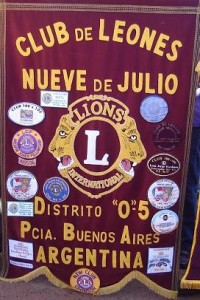 CLUB DE LEONES
NUEVE DE JULIO
LIONS
L
INTERNATIONAL
DISTRITO "O"-5
PCIA. BUENOS AIRES
ARGENTINA